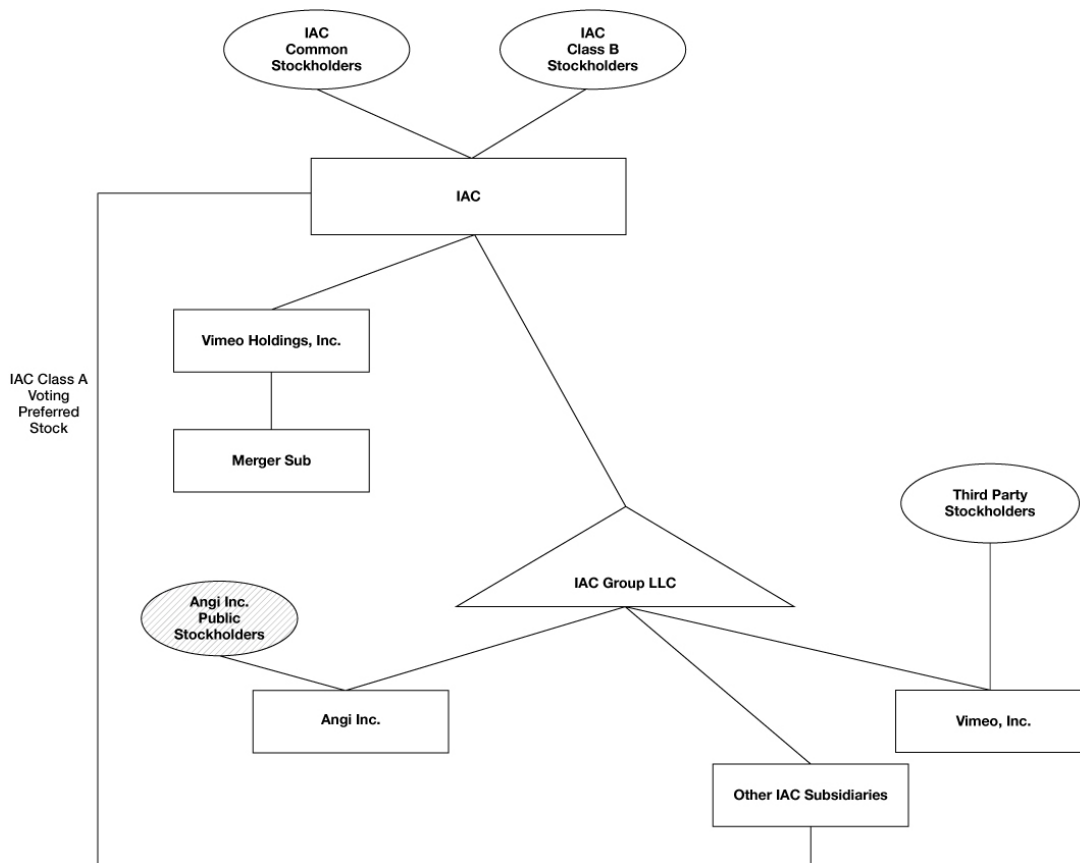 IAC
Common
Stockholders
IAC
Class B
Stockholders
IAC
Vimeo Holdings, Inc.
IAC Class A
Voting
Preferred
Stock
Merger Sub
Third Party
Stockholders
IAC Group LLC
Angi Inc.
Public
Stockholders
Angi Inc.
Vimeo, Inc.
Other IAC Subsidiaries